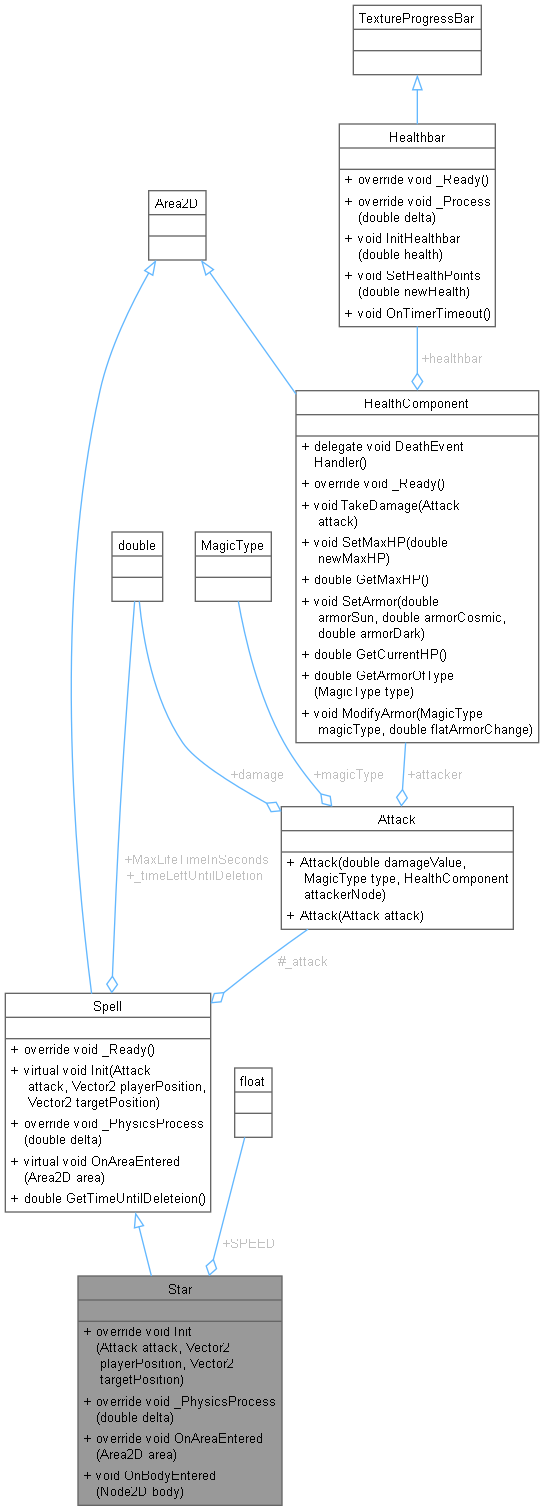 TextureProgressBar
Healthbar
+ override void _Ready()
+ override void _Process
(double delta)
+ void InitHealthbar
(double health)
+ void SetHealthPoints
(double newHealth)
+ void OnTimerTimeout()
Area2D
+healthbar
HealthComponent
+ delegate void DeathEvent
Handler()
+ override void _Ready()
+ void TakeDamage(Attack
attack)
+ void SetMaxHP(double
newMaxHP)
+ double GetMaxHP()
+ void SetArmor(double
armorSun, double armorCosmic,
double armorDark)
+ double GetCurrentHP()
+ double GetArmorOfType
(MagicType type)
+ void ModifyArmor(MagicType
magicType, double flatArmorChange)
double
MagicType
+damage
+magicType
+attacker
Attack
+ Attack(double damageValue,
MagicType type, HealthComponent
attackerNode)
+ Attack(Attack attack)
+MaxLifeTimeInSeconds
+_timeLeftUntilDeletion
#_attack
Spell
+ override void _Ready()
+ virtual void Init(Attack
attack, Vector2 playerPosition,
Vector2 targetPosition)
+ override void _PhysicsProcess
(double delta)
+ virtual void OnAreaEntered
(Area2D area)
+ double GetTimeUntilDeleteion()
float
+SPEED
Star
+ override void Init
(Attack attack, Vector2
playerPosition, Vector2
targetPosition)
+ override void _PhysicsProcess
(double delta)
+ override void OnAreaEntered
(Area2D area)
+ void OnBodyEntered
(Node2D body)